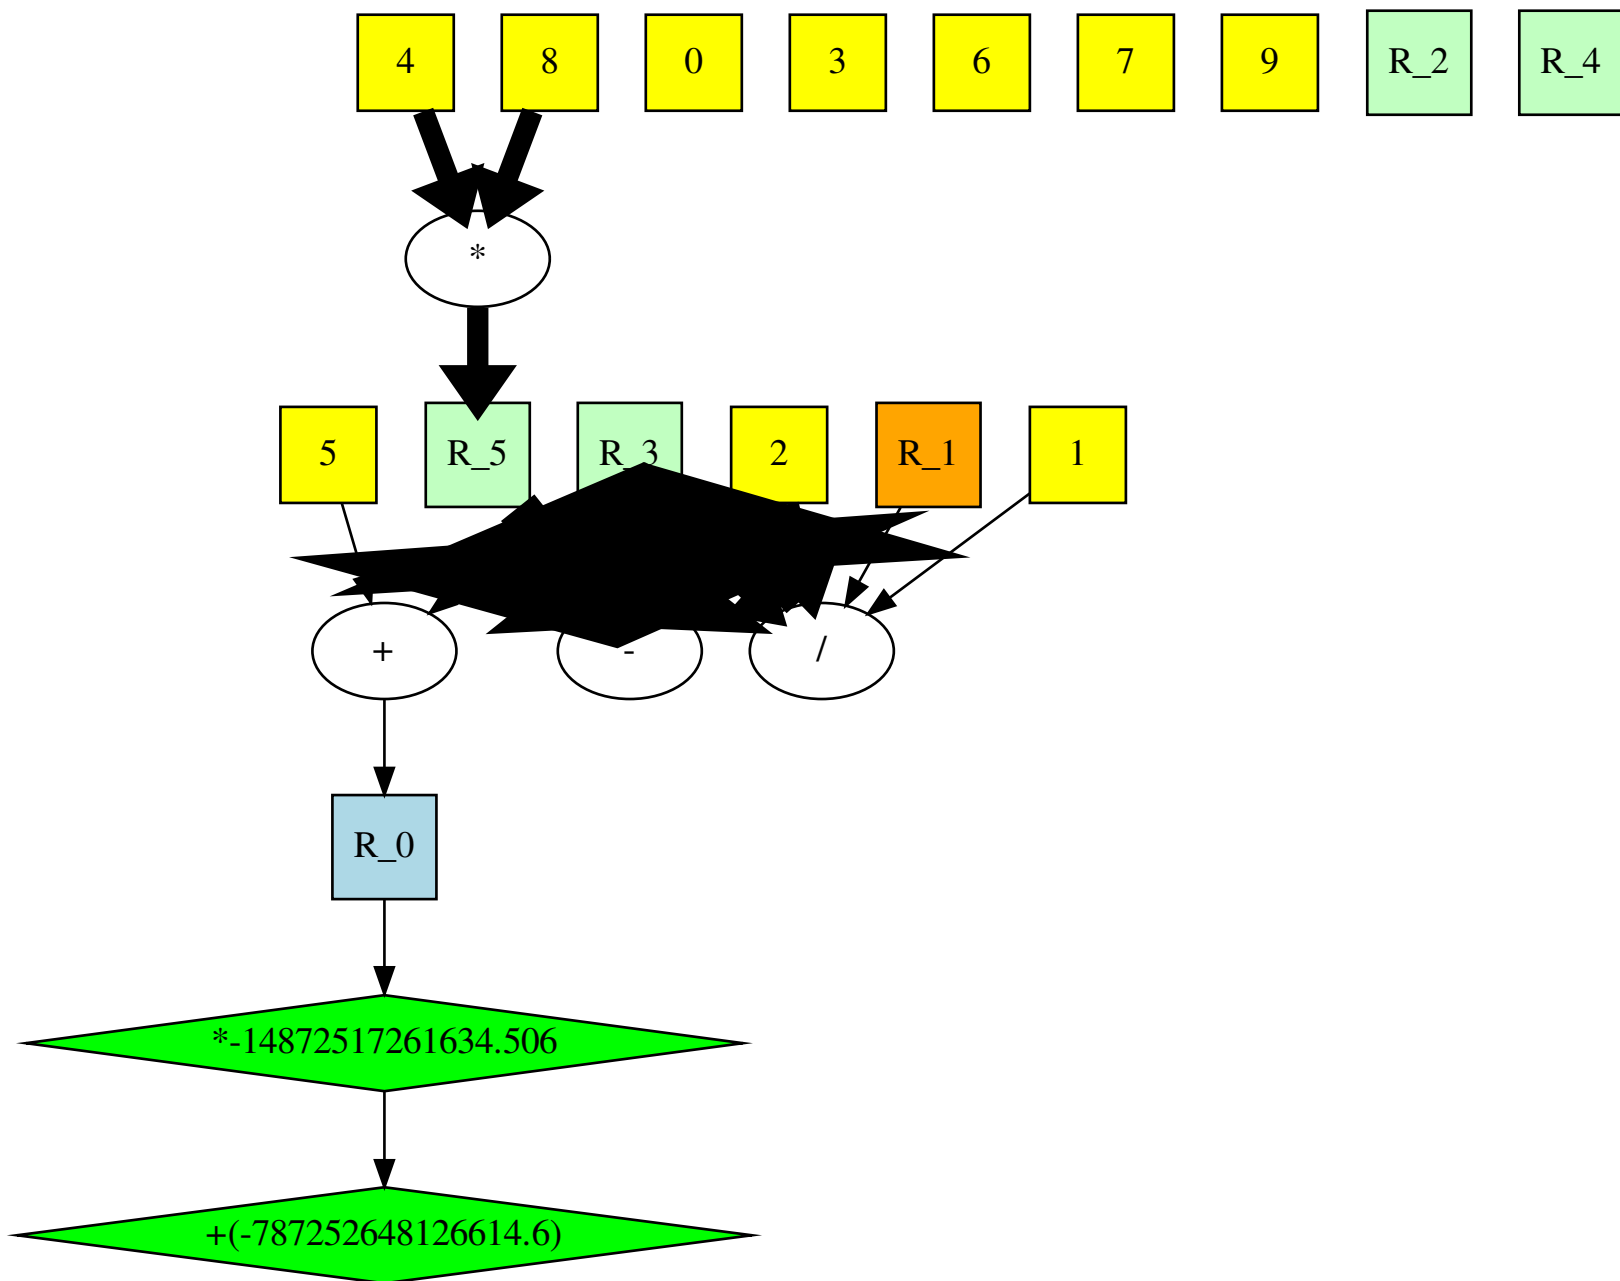 4 8 0 3 6 7 9 R_2 R_4
*
5 R_5 R_3 2 R_1 1
+ - /
R_0
*-14872517261634.506
+(-787252648126614.6)